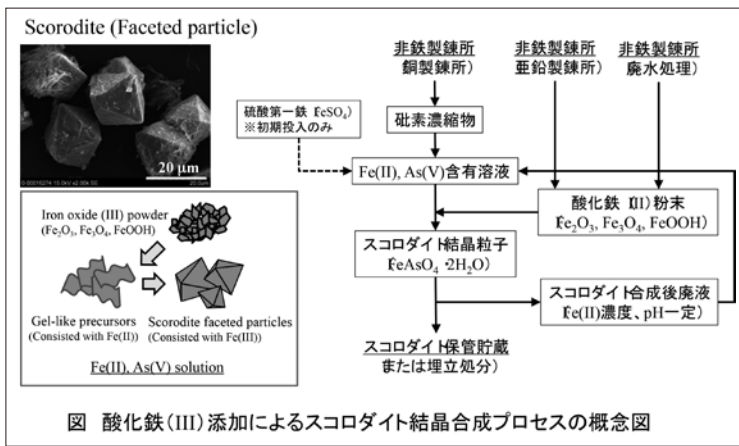 Scorodite (Faceted particle)
20 μm
非鉄製錬所
銅製錬所）
非鉄製錬所
亜鉛製錬所）
非鉄製錬所
廃水処理）
硫酸第一鉄（FeSO4）
※初期投入のみ
砒素濃縮物
Fe(II), As(V)含有溶液
酸化鉄（III）粉末
（Fe2O3, Fe3O4, FeOOH）
スコロダイト結晶粒子
（FeAsO4・2H2O）
スコロダイト合成後廃液
（Fe(II)濃度、pH一定）
スコロダイト保管貯蔵
または埋立処分）
Iron oxide (III) powder
(Fe2O3, Fe3O4, FeOOH)
Gel-like precursors
(Consisted with Fe(II))
Scorodite faceted particles
(Consisted with Fe(III))
Fe(II), As(V) solution
図 酸化鉄(III)添加によるスコロダイト結晶合成プロセスの概念図